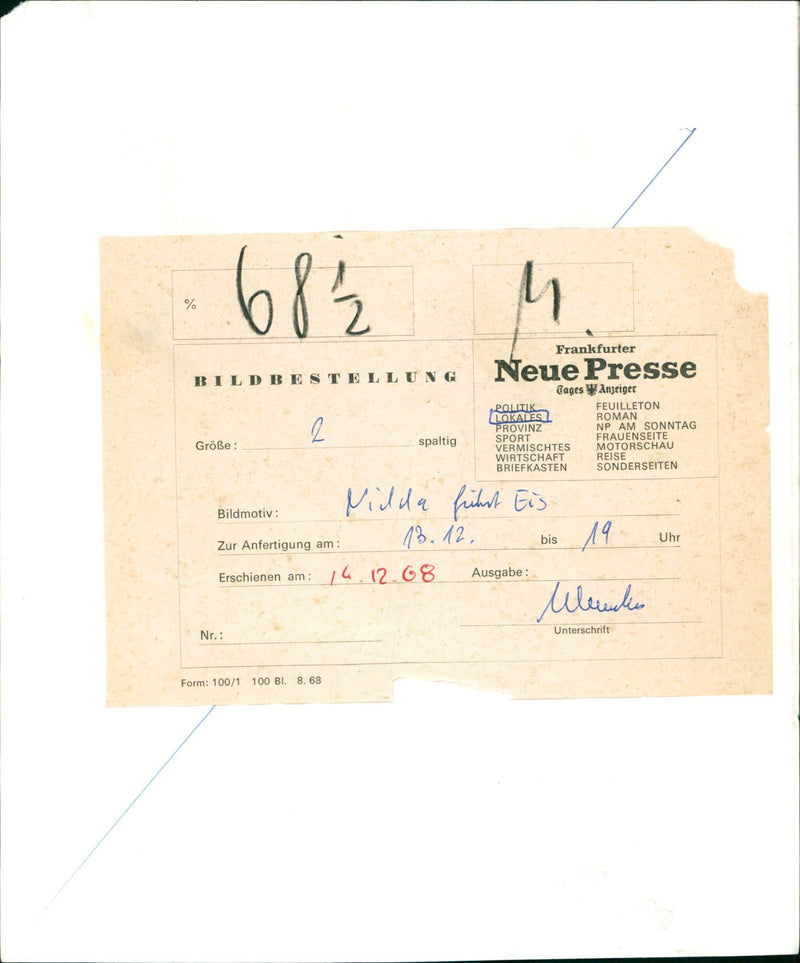 % 68 1/2 M.
BILDBESTELLUNG
Größe: 2 spaltig
Frankfurter
Neue Presse
Tages Anzeiger
POLITIK
LOKALES
PROVINZ
SPORT
VERMISCHTES
WIRTSCHAFT
BRIEFKASTEN
FEUILLETON
ROMAN
NP AM SONNTAG
FRAUENSEITE
MOTORSCHAU
REISE
SONDERSEITEN
Bildmotiv: Nidda führt Eis
Zur Anfertigung am: 13.12. bis 19 Uhr
Erschienen am: 14.12.68 Ausgabe:
Unterschrift
Nr.:
Form: 100/1 100 Bl. 8. 68